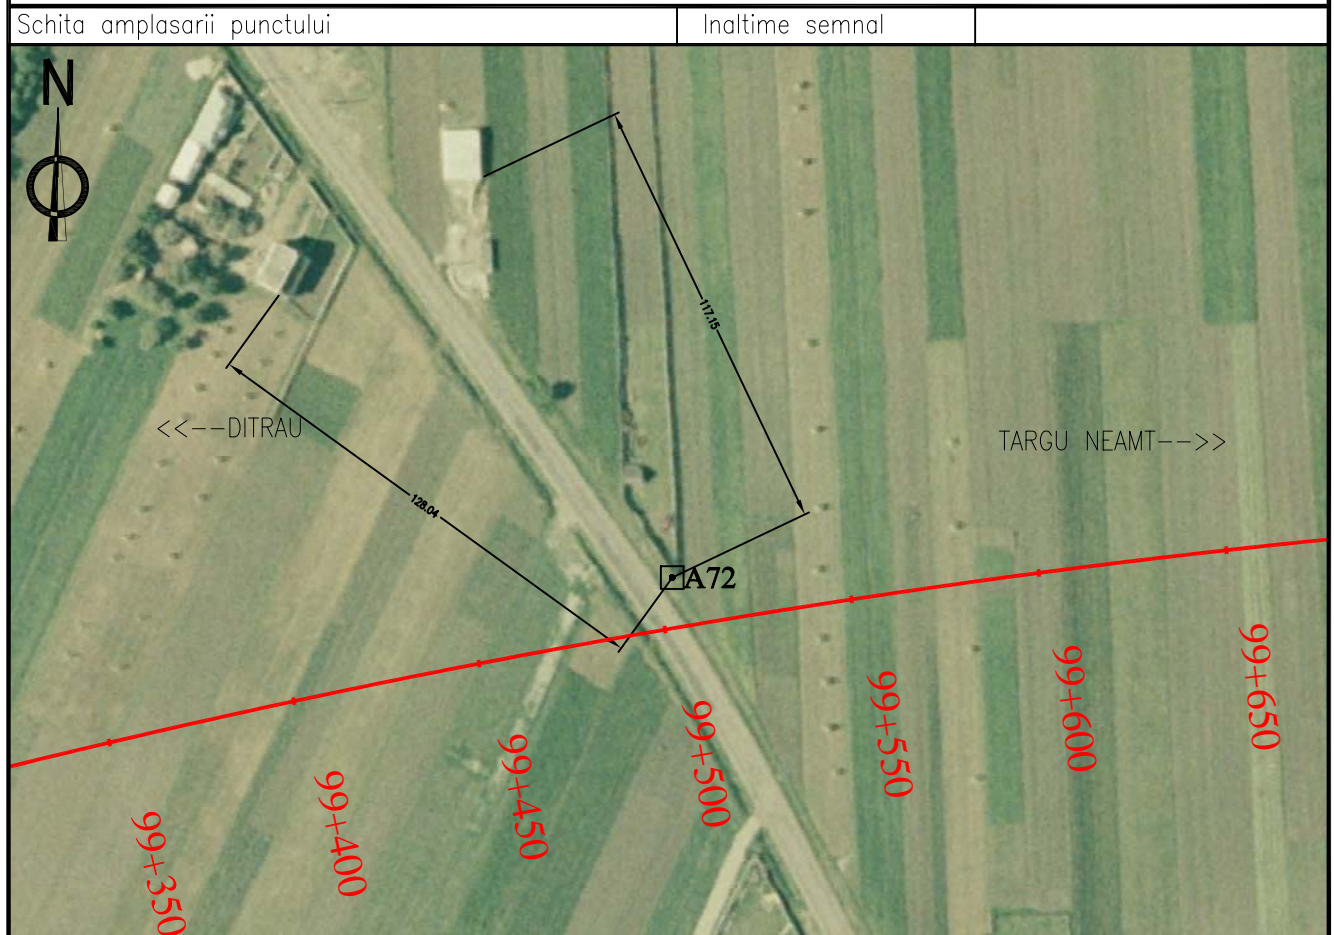 Schita amplasarii punctului
Inaltime semnal
N
117.15
<<--DITRAU
TARGU NEAMT-->>
128.04
A72
99+350
99+400
99+450
99+500
99+550
99+600
99+650